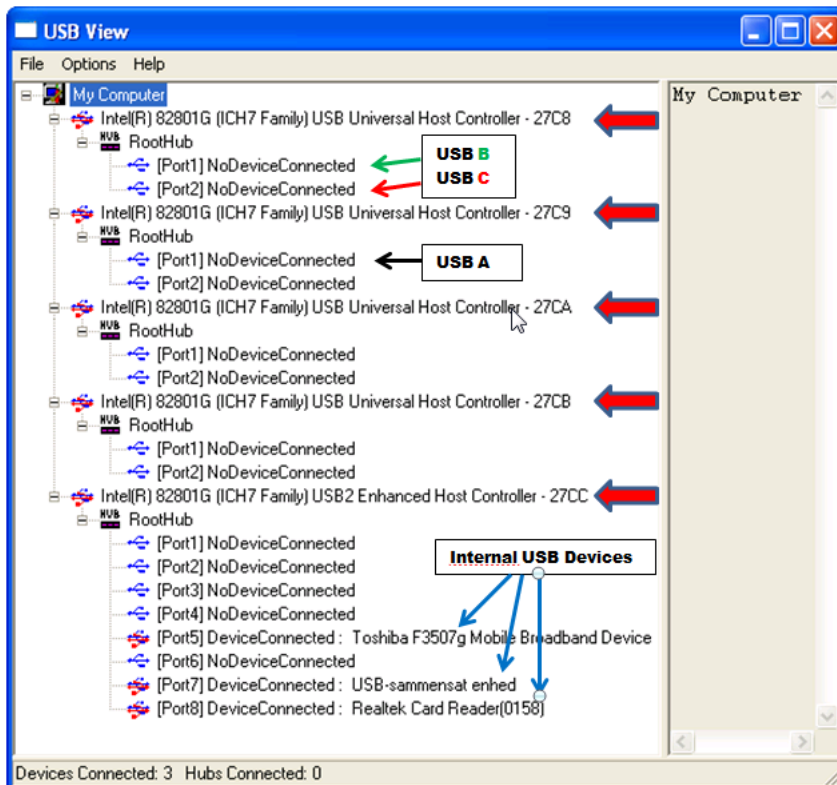 USB View
File Options Help
My Computer
Intel(R) 82801G (ICH7 Family) USB Universal Host Controller - 27C8
HUB RootHub
[Port1] NoDeviceConnected
[Port2] NoDeviceConnected
USB B
USB C
Intel(R) 82801G (ICH7 Family) USB Universal Host Controller - 27C9
HUB RootHub
[Port1] NoDeviceConnected
USB A
[Port2] NoDeviceConnected
Intel(R) 82801G (ICH7 Family) USB Universal Host Controller - 27CA
HUB RootHub
[Port1] NoDeviceConnected
[Port2] NoDeviceConnected
Intel(R) 82801G (ICH7 Family) USB Universal Host Controller - 27CB
HUB RootHub
[Port1] NoDeviceConnected
[Port2] NoDeviceConnected
Intel(R) 82801G (ICH7 Family) USB2 Enhanced Host Controller - 27CC
HUB RootHub
[Port1] NoDeviceConnected
[Port2] NoDeviceConnected
[Port3] NoDeviceConnected
[Port4] NoDeviceConnected
[Port5] DeviceConnected : Toshiba F3507g Mobile Broadband Device
[Port6] NoDeviceConnected
[Port7] DeviceConnected : USB-sammensat enhed
[Port8] DeviceConnected : Realtek Card Reader(0158)
Internal USB Devices
My Computer
Devices Connected: 3 Hubs Connected: 0